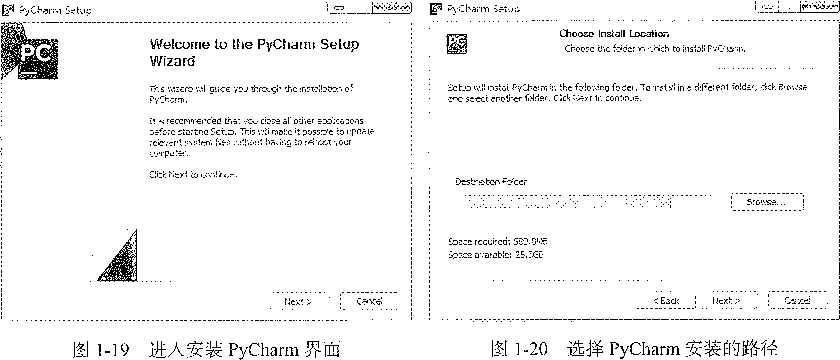 PyCharm Setup
PC
Welcome to the PyCharm Setup
Wizard
This wizard will guide you through the installation of
PyCharm.
It is recommended that you close all other applications
before starting Setup. This will make it possible to update
relevant system files without having to reboot your
computer.
Click Next to continue.
Next >
Cancel
PyCharm Setup
PC
Choose Install Location
Choose the folder in which to install PyCharm.
Setup will install PyCharm in the following folder. To install in a different folder, click Browse
and select another folder. Click Next to continue.
Destination Folder
Browse...
Space required:
Space available: 25.3GB
< Back
Next >
Cancel
图 1-19 进入安装 PyCharm 界面
图 1-20 选择 PyCharm 安装的路径